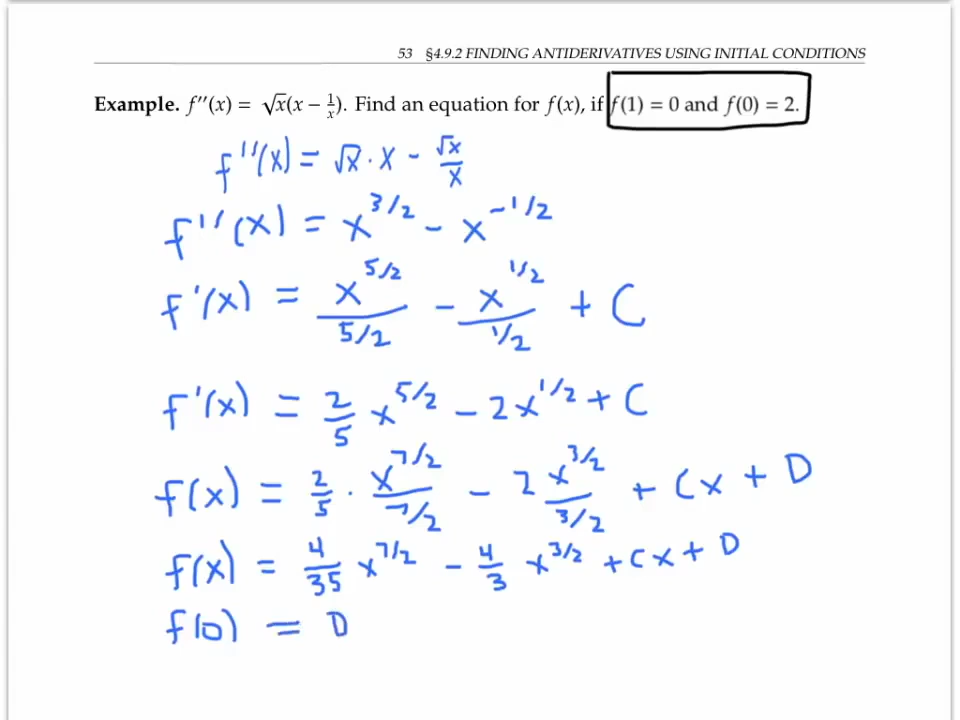 53 §4.9.2 FINDING ANTIDERIVATIVES USING INITIAL CONDITIONS
Example. f''(x) = √x(x − 1/x). Find an equation for f(x), if f(1) = 0 and f(0) = 2.
f''(x) = √x · x − √x/x
f''(x) = x^{3/2} − x^{-1/2}
f'(x) = x^{5/2}/(5/2) − x^{1/2}/(1/2) + C
f'(x) = 2/5 x^{5/2} − 2x^{1/2} + C
f(x) = 2/5 · x^{7/2}/(7/2) − 2 x^{3/2}/(3/2) + Cx + D
f(x) = 4/35 x^{7/2} − 4/3 x^{3/2} + Cx + D
f(0) = D